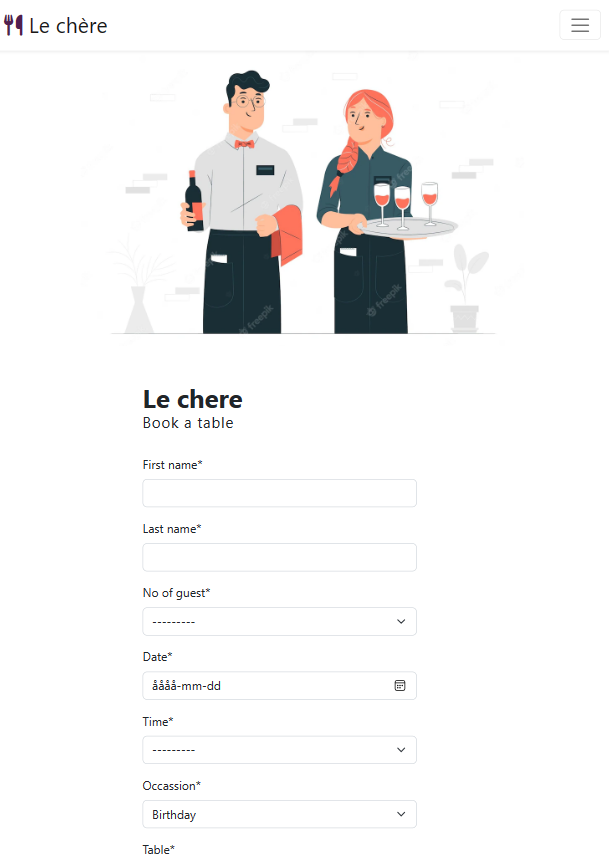 Le chère
freepik
freepik
Le chere
Book a table
First name*
Last name*
No of guest*
---------
Date*
åååå-mm-dd
Time*
---------
Occassion*
Birthday
Table*